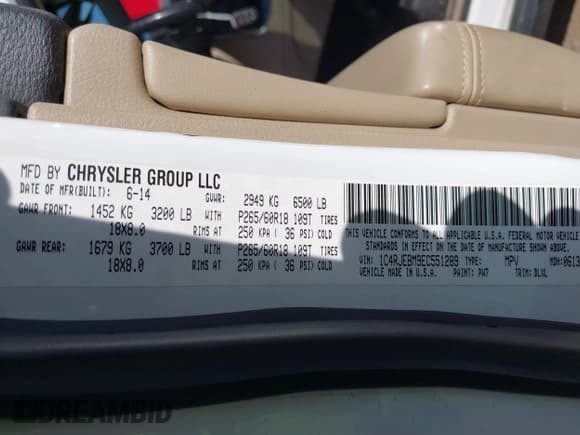 MFD BY CHRYSLER GROUP LLC
DATE OF MFR(BUILT): 6-14 GVWR: 2949 KG 6500 LB
GAWR FRONT: 1452 KG 3200 LB WITH P265/60R18 109T TIRES
18X8.0 RIMS AT 250 KPA ( 36 PSI) COLD
GAWR REAR: 1679 KG 3700 LB WITH P265/60R18 109T TIRES
18X8.0 RIMS AT 250 KPA ( 36 PSI) COLD
THIS VEHICLE CONFORMS TO ALL APPLICABLE U.S.A. FEDERAL MOTOR VEHICLE
STANDARDS IN EFFECT ON THE DATE OF MANUFACTURE SHOWN ABOVE.
VIN: 1C4RJEBM9EC551289 TYPE: MPV MDH: 0613
VEHICLE MADE IN U.S.A. PAINT: PW7 TRIM: DLXL
DREAMBID